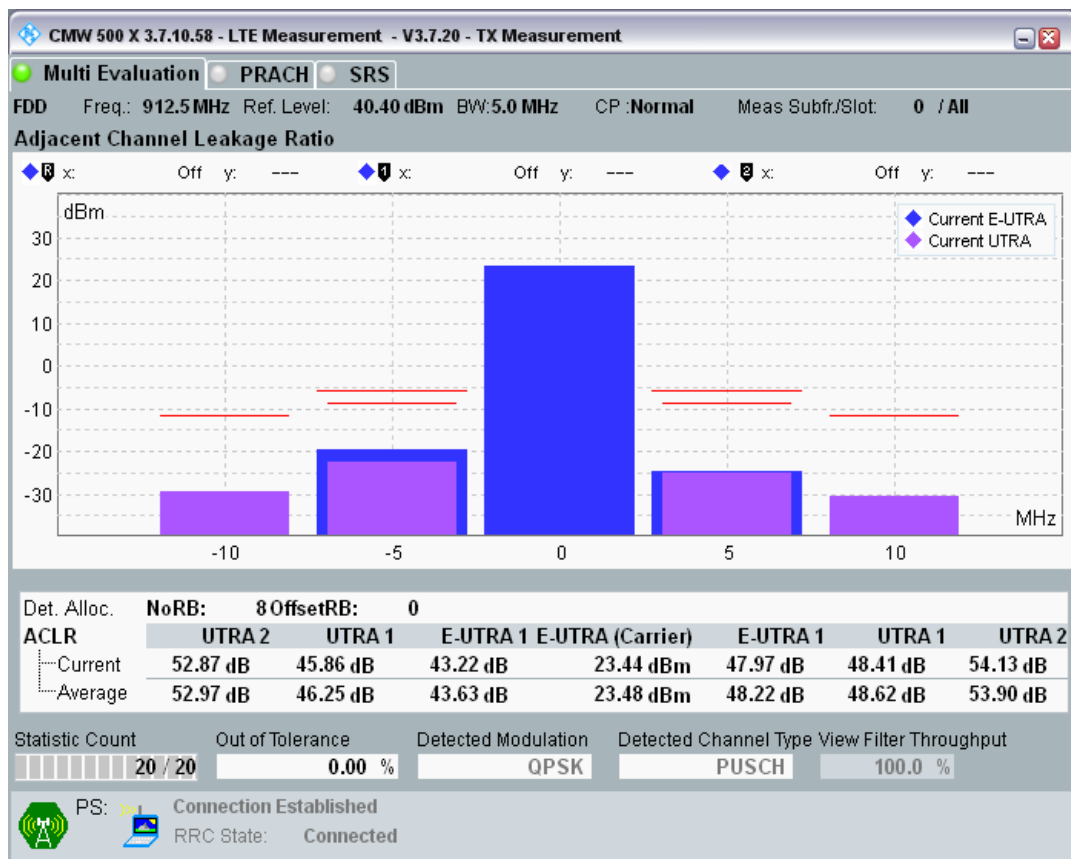 CMW 500 X 3.7.10.58 - LTE Measurement - V3.7.20 - TX Measurement
Multi Evaluation PRACH SRS
FDD Freq.: 912.5 MHz Ref. Level: 40.40 dBm BW:5.0 MHz CP :Normal Meas Subfr./Slot: 0 / All
Adjacent Channel Leakage Ratio
R x: Off y: --- 1 x: Off y: --- 2 x: Off y: ---
dBm
Current E-UTRA
Current UTRA
30
20
10
0
-10
-20
-30
MHz
-10 -5 0 5 10
Det. Alloc. NoRB: 8 OffsetRB: 0
ACLR UTRA 2 UTRA 1 E-UTRA 1 E-UTRA (Carrier) E-UTRA 1 UTRA 1 UTRA 2
Current 52.87 dB 45.86 dB 43.22 dB 23.44 dBm 47.97 dB 48.41 dB 54.13 dB
Average 52.97 dB 46.25 dB 43.63 dB 23.48 dBm 48.22 dB 48.62 dB 53.90 dB
Statistic Count Out of Tolerance Detected Modulation Detected Channel Type View Filter Throughput
20 / 20 0.00 % QPSK PUSCH 100.0 %
PS: Connection Established
RRC State: Connected